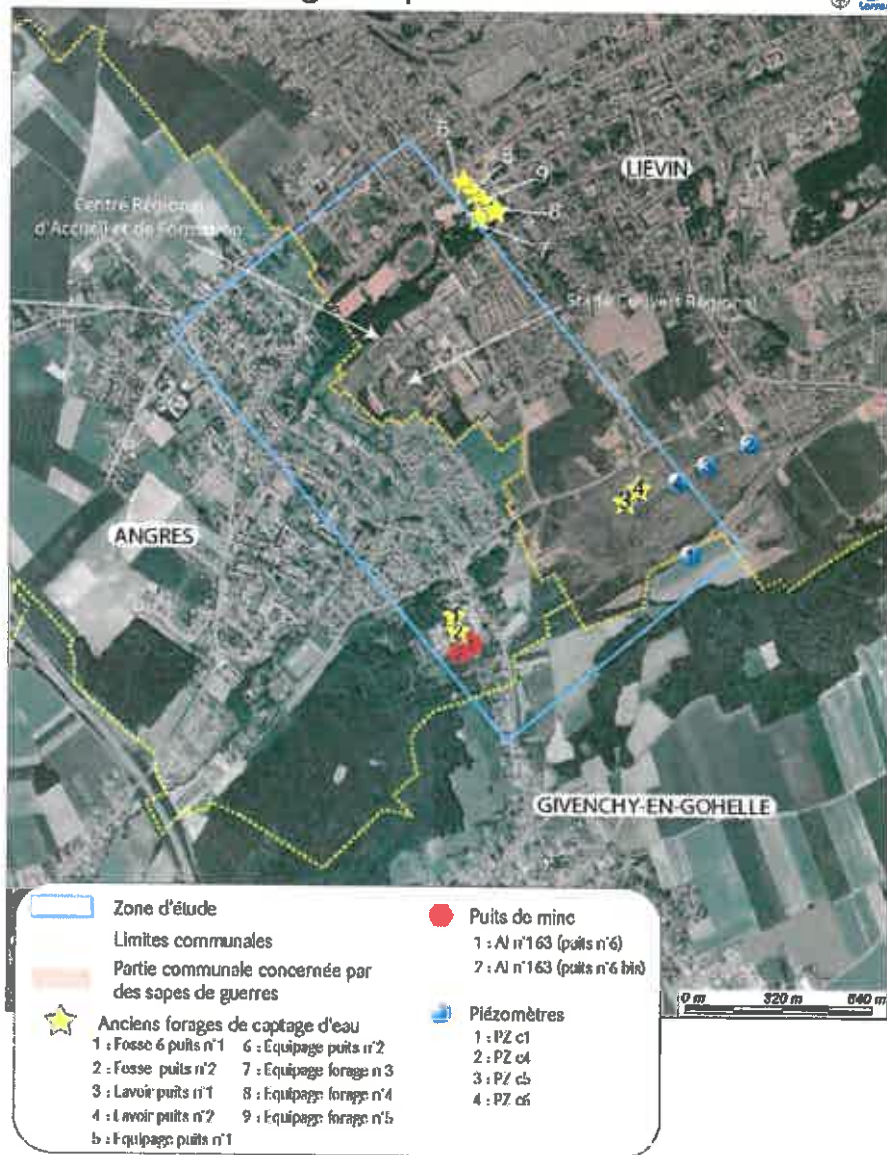 LIEVIN
Centre Régional
d'Accueil et de Formation
5
8
9
6
7
Stade Couvert Régional
ANGRES
GIVENCHY-EN-GOHELLE
Zone d'étude
Limites communales
Partie communale concernée par
des sapes de guerres
Anciens forages de captage d'eau
1 : Fosse 6 puits n°1
2 : Fosse puits n°2
3 : Lavoir puits n°1
4 : Lavoir puits n°2
5 : Equipage puits n°1
6 : Equipage puits n°2
7 : Equipage forage n°3
8 : Equipage forage n°4
9 : Equipage forage n°5
Puits de mine
1 : AI n°163 (puits n°6)
2 : AI n°163 (puits n°6 bis)
Piézomètres
1 : PZ c1
2 : PZ c4
3 : PZ c5
4 : PZ c6
0 m 320 m 640 m